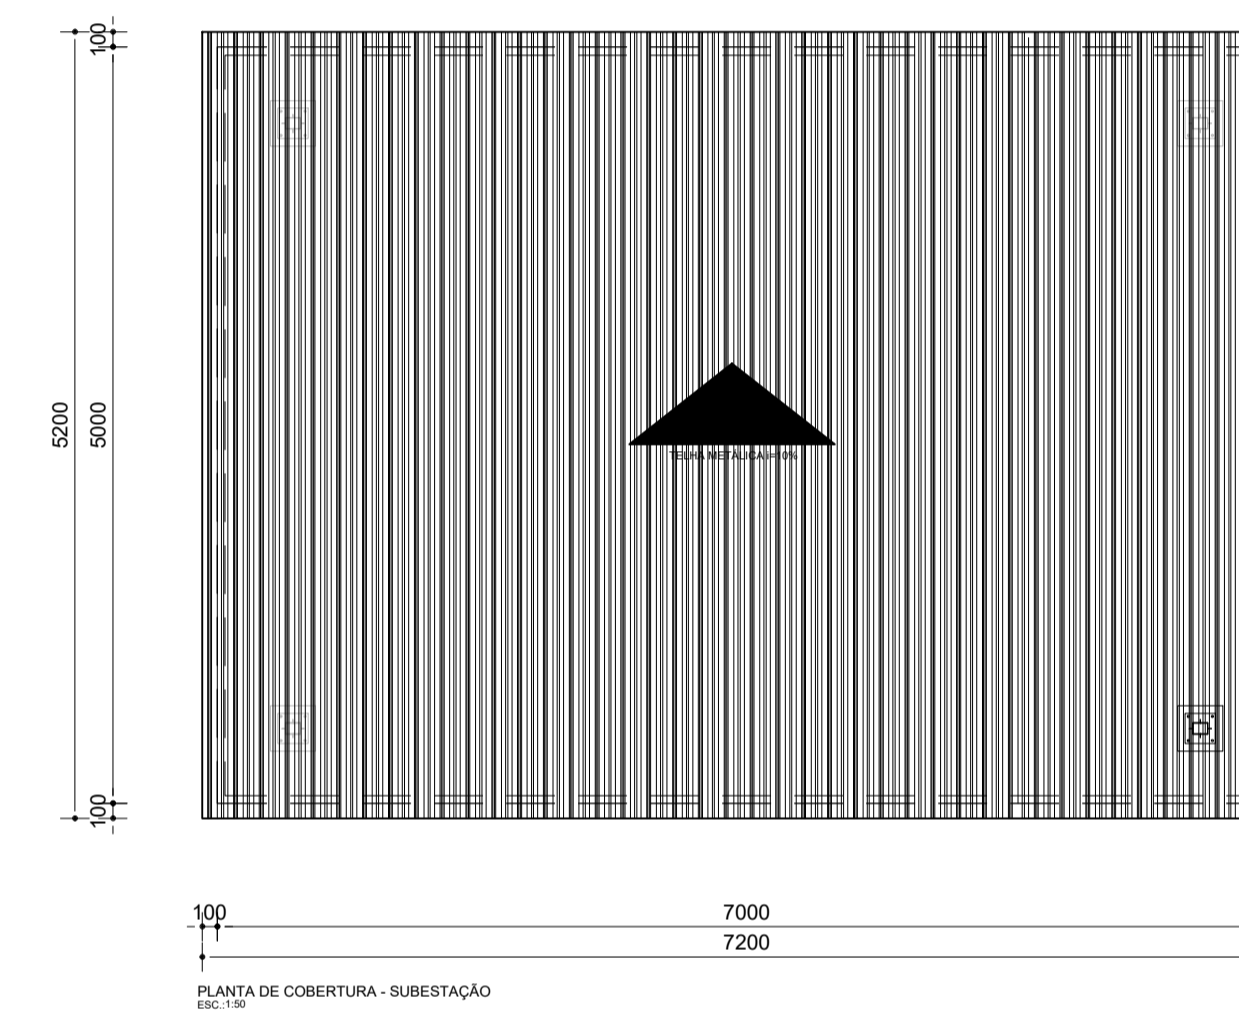 100
5200
5000
100
TELHA METÁLICA i=10%
100
7000
7200
PLANTA DE COBERTURA - SUBESTAÇÃO
ESC.:1:50